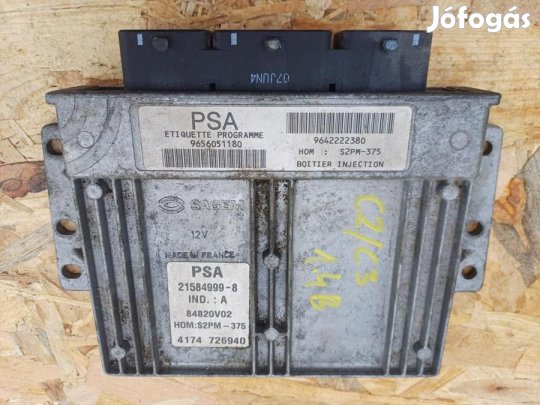 Jófogás
07JUN4
PSA
ETIQUETTE PROGRAMME
9656051180
9642222380
HOM : S2PM-375
BOITIER INJECTION
SAGEM
12V
MADE IN FRANCE
PSA
21584999-8
IND.: A
84820V02
HOM:S2PM-375
4174 726940
C2/C3
1.4B